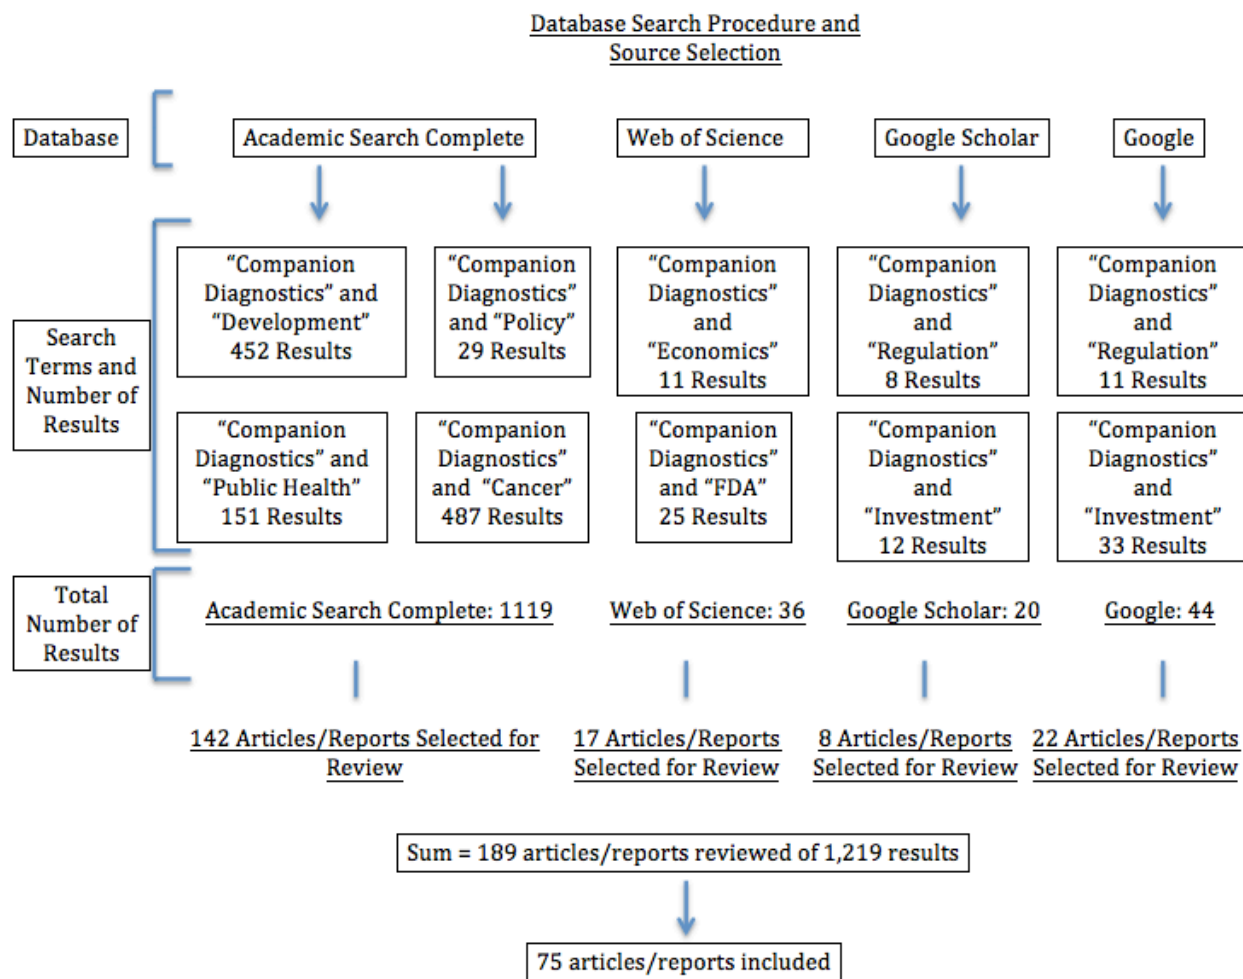 Database Search Procedure and
Source Selection
Database
Academic Search Complete
Web of Science
Google Scholar
Google
Search
Terms and
Number of
Results
“Companion
Diagnostics” and
“Development”
452 Results
“Companion
Diagnostics”
and “Policy”
29 Results
“Companion
Diagnostics”
and
“Economics”
11 Results
“Companion
Diagnostics”
and
“Regulation”
8 Results
“Companion
Diagnostics”
and
“Regulation”
11 Results
“Companion
Diagnostics” and
“Public Health”
151 Results
“Companion
Diagnostics”
and “Cancer”
487 Results
“Companion
Diagnostics”
and “FDA”
25 Results
“Companion
Diagnostics”
and
“Investment”
12 Results
“Companion
Diagnostics”
and
“Investment”
33 Results
Total
Number of
Results
Academic Search Complete: 1119
Web of Science: 36
Google Scholar: 20
Google: 44
142 Articles/Reports Selected for
Review
17 Articles/Reports
Selected for Review
8 Articles/Reports
Selected for Review
22 Articles/Reports
Selected for Review
Sum = 189 articles/reports reviewed of 1,219 results
75 articles/reports included